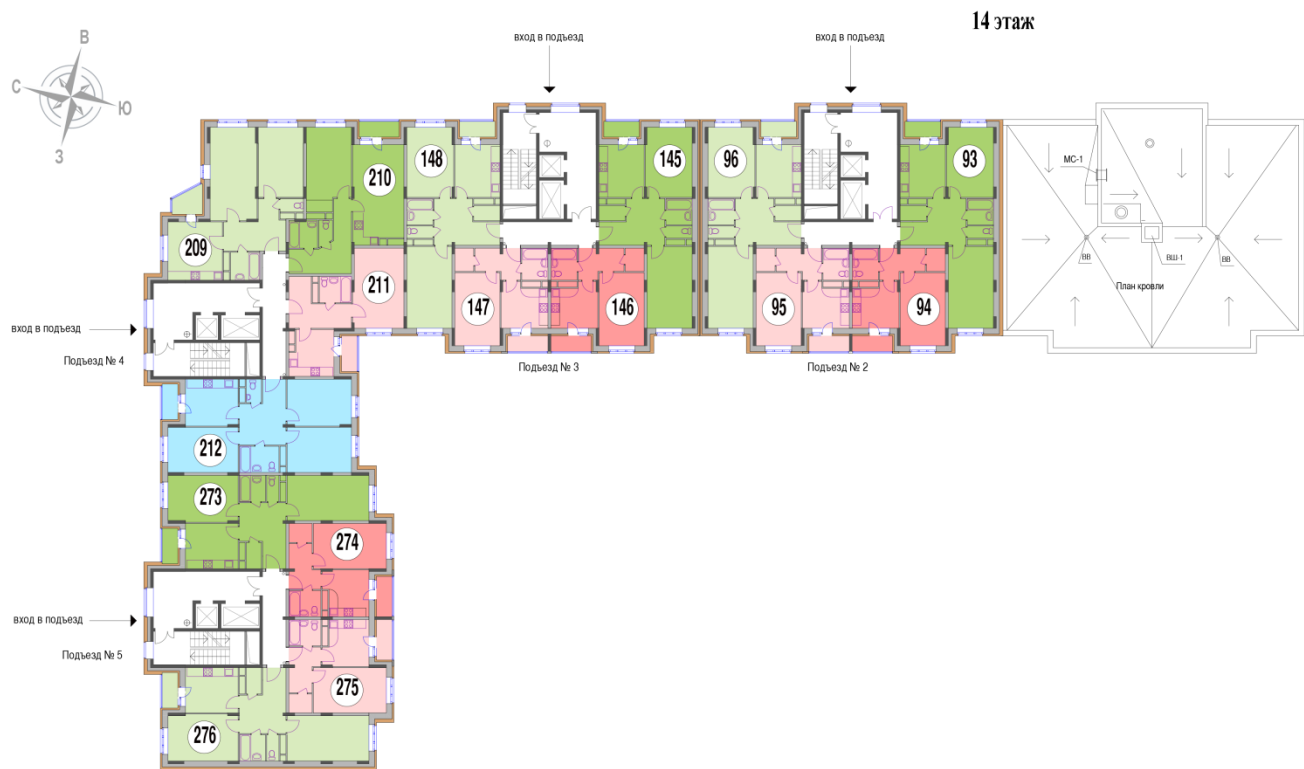 14 этаж
В
С
Ю
З
вход в подъезд
вход в подъезд
148
145
96
93
210
МС-1
209
ВВ
ВШ-1
ВВ
211
План кровли
147
146
95
94
вход в подъезд
Подъезд № 4
Подъезд № 3
Подъезд № 2
212
273
274
вход в подъезд
Подъезд № 5
275
276